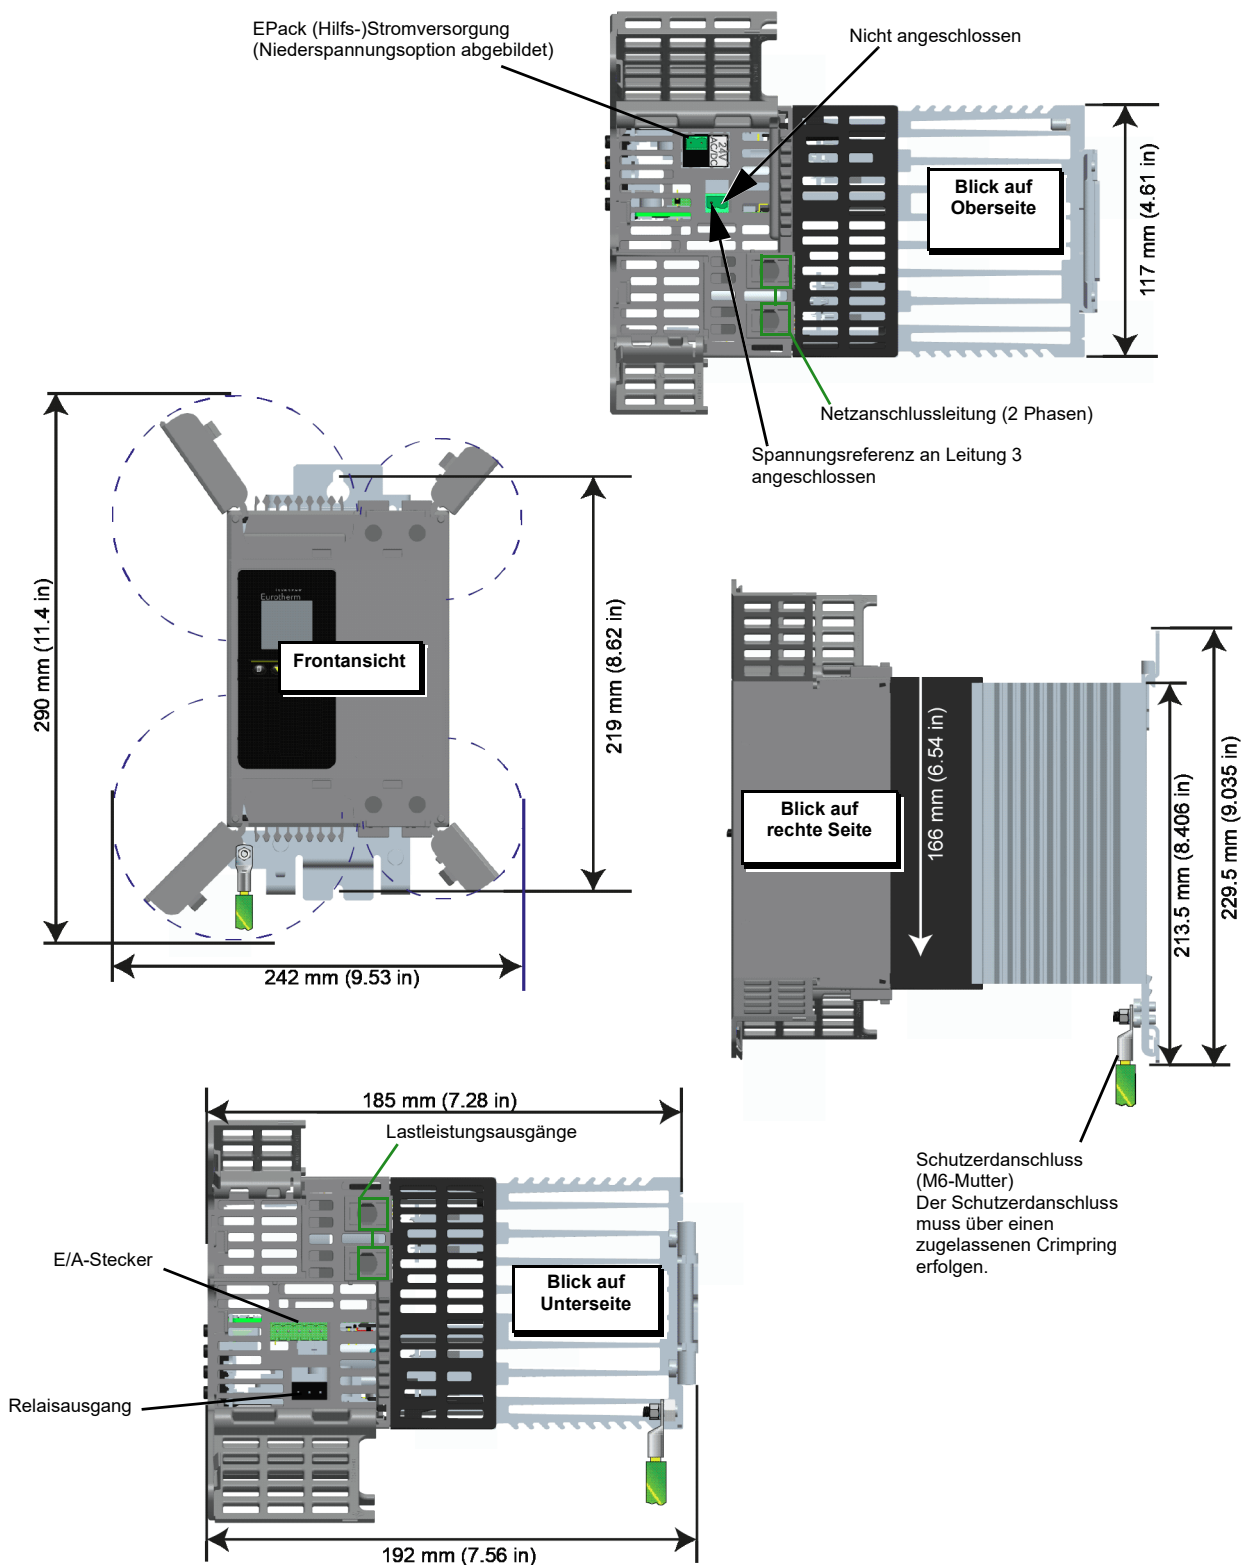 EPack (Hilfs-)Stromversorgung
(Niederspannungsoption abgebildet)
Nicht angeschlossen
24V
AC/DC
Blick auf
Oberseite
117 mm (4.61 in)
Netzanschlussleitung (2 Phasen)
Spannungsreferenz an Leitung 3
angeschlossen
290 mm (11.4 in)
Eurotherm
Frontansicht
219 mm (8.62 in)
242 mm (9.53 in)
Blick auf
rechte Seite
166 mm (6.54 in)
213.5 mm (8.406 in)
229.5 mm (9.035 in)
185 mm (7.28 in)
Lastleistungsausgänge
Schutzerdanschluss
(M6-Mutter)
Der Schutzerdanschluss
muss über einen
zugelassenen Crimpring
erfolgen.
E/A-Stecker
Blick auf
Unterseite
Relaisausgang
192 mm (7.56 in)